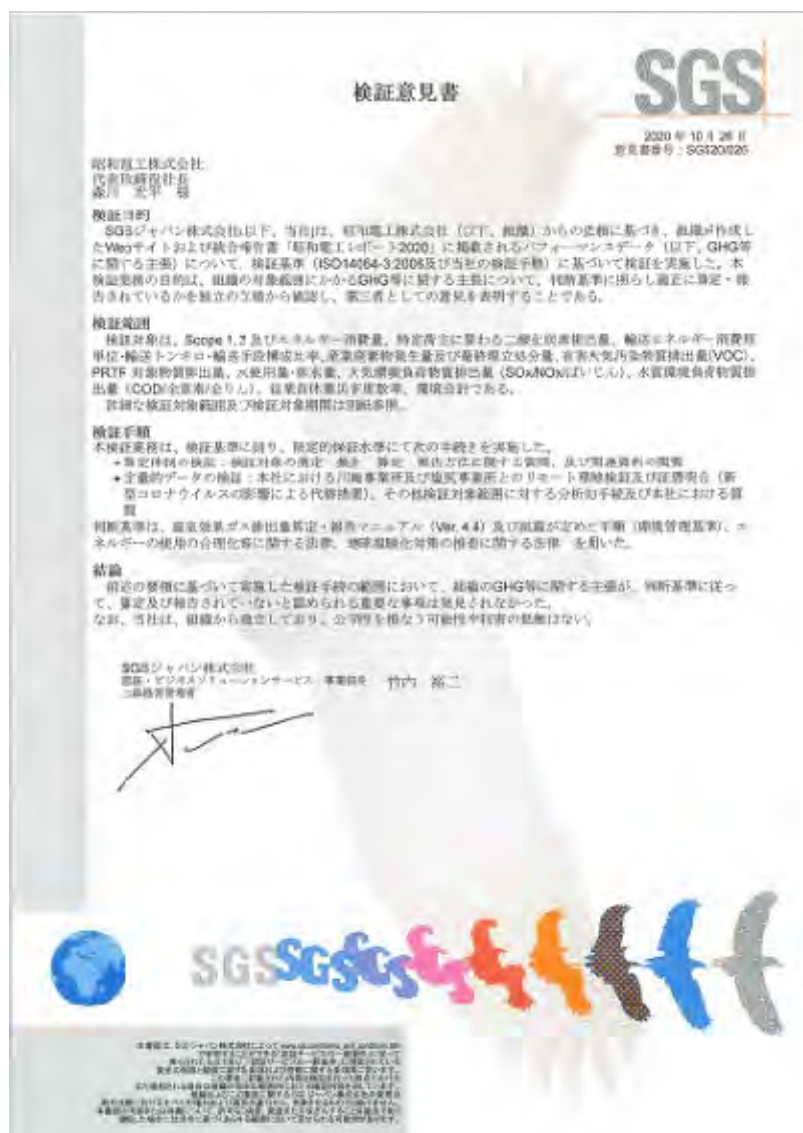 SGS
検証意見書
2020 年 10 月 26 日
意見書番号：SGS20/026
昭和電工株式会社
代表取締役社長
森川 宏平 様
検証目的
SGSジャパン株式会社(以下、当社)は、昭和電工株式会社（以下、組織）からの依頼に基づき、組織が作成し
たWebサイトおよび統合報告書「昭和電工レポート2020」に掲載されるパフォーマンスデータ（以下、GHG等
に関する主張）について、検証基準（ISO14064-3:2006及び当社の検証手順）に基づいて検証を実施した。本
検証業務の目的は、組織の対象範囲にかかるGHG等に関する主張について、判断基準に照らし適正に算定・報
告されているかを独立の立場から確認し、第三者としての意見を表明することである。
検証範囲
検証対象は、Scope 1,2 及びエネルギー消費量、特定荷主に関わる二酸化炭素排出量、輸送エネルギー消費原
単位・輸送トンキロ・輸送手段構成比率、産業廃棄物発生量及び最終埋立処分量、有害大気汚染物質排出量(VOC)、
PRTR 対象物質排出量、水使用量・排水量、大気環境負荷物質排出量（SOx/NOx/ばいじん）、水質環境負荷物質排
出量（COD/全窒素/全りん）、従業員休業災害度数率、環境会計である。
詳細な検証対象範囲及び検証対象期間は別紙参照。
検証手順
本検証業務は、検証基準に則り、限定的保証水準にて次の手続きを実施した。
・算定体制の検証：検証対象の測定 集計 算定 報告方法に関する質問、及び関連資料の閲覧
・定量的データの検証：本社における川崎事業所及び塩尻事業所とのリモート現地検証及び証憑突合（新
型コロナウイルスの影響による代替措置）、その他検証対象範囲に対する分析的手続及び本社における質
問
判断基準は、温室効果ガス排出量算定・報告マニュアル（Ver. 4.4）及び組織が定めた手順（環境管理基準）、エ
ネルギーの使用の合理化等に関する法律、地球温暖化対策の推進に関する法律 を用いた。
結論
前述の要領に基づいて実施した検証手続の範囲において、組織のGHG等に関する主張が、判断基準に従っ
て、算定及び報告されていないと認められる重要な事項は発見されなかった。
なお、当社は、組織から独立しており、公平性を損なう可能性や利害の抵触はない。
SGSジャパン株式会社
認証・ビジネスソリューションサービス 事業部長 竹内 裕二
上級経営管理者
SGS SGS SGS